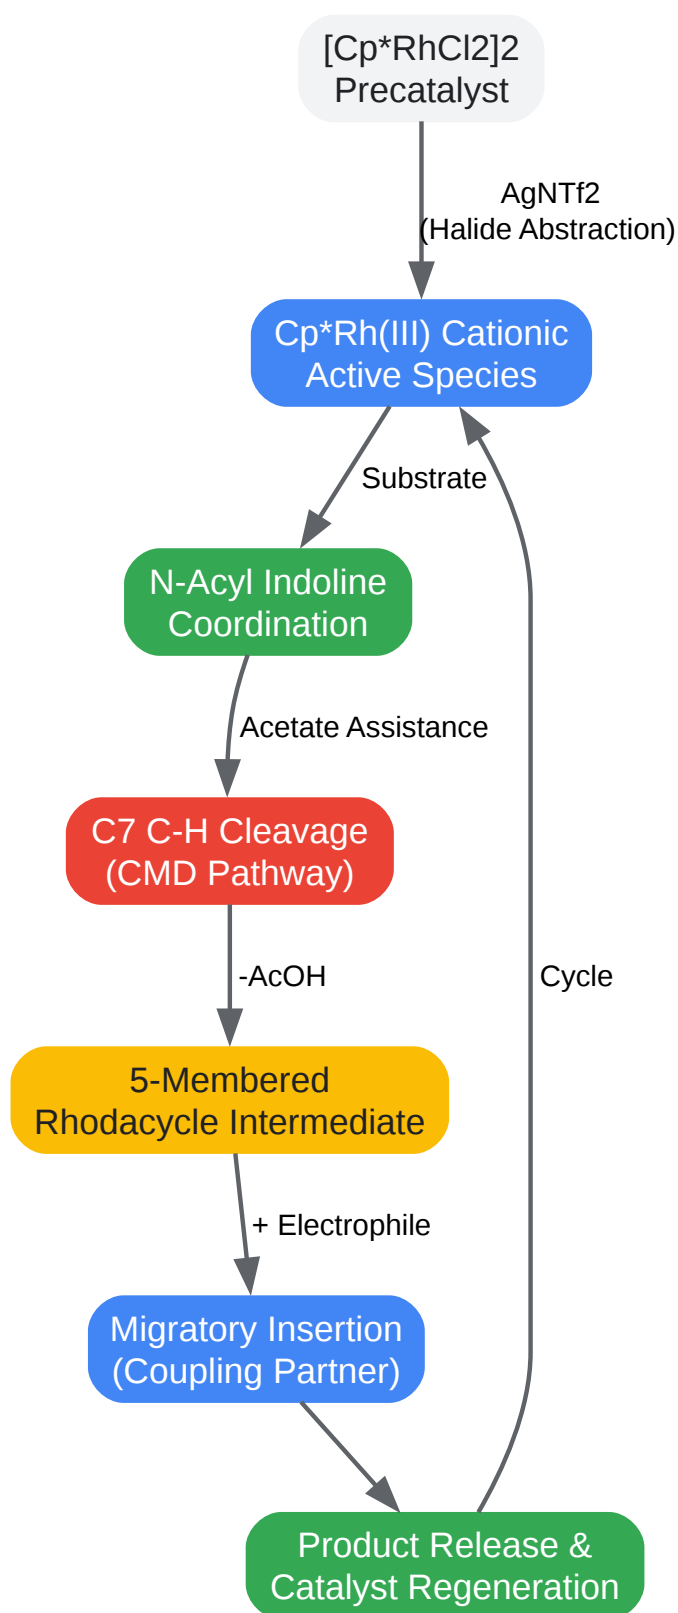 [Cp*RhCl2]2
Precatalyst
AgNTf2
(Halide Abstraction)
Cp*Rh(III) Cationic
Active Species
Substrate
N-Acyl Indoline
Coordination
Acetate Assistance
C7 C-H Cleavage
(CMD Pathway)
-AcOH
Cycle
5-Membered
Rhodacycle Intermediate
+ Electrophile
Migratory Insertion
(Coupling Partner)
Product Release &
Catalyst Regeneration